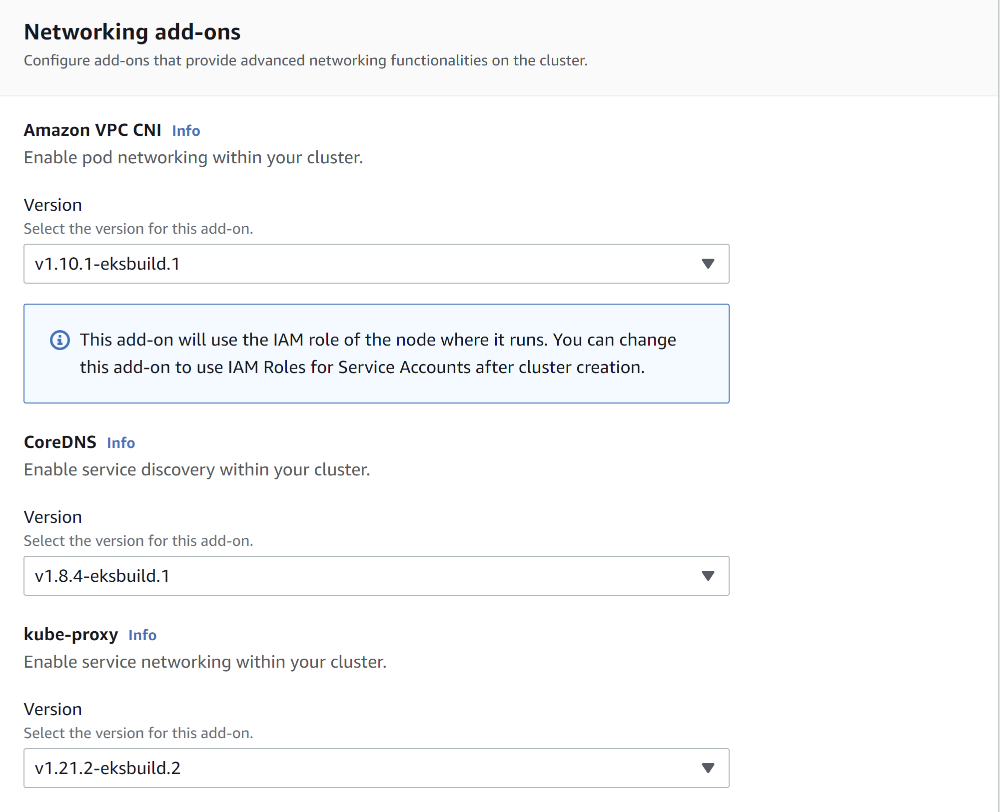 Networking add-ons
Configure add-ons that provide advanced networking functionalities on the cluster.
Amazon VPC CNI Info
Enable pod networking within your cluster.
Version
Select the version for this add-on.
v1.10.1-eksbuild.1
This add-on will use the IAM role of the node where it runs. You can change
this add-on to use IAM Roles for Service Accounts after cluster creation.
CoreDNS Info
Enable service discovery within your cluster.
Version
Select the version for this add-on.
v1.8.4-eksbuild.1
kube-proxy Info
Enable service networking within your cluster.
Version
Select the version for this add-on.
v1.21.2-eksbuild.2